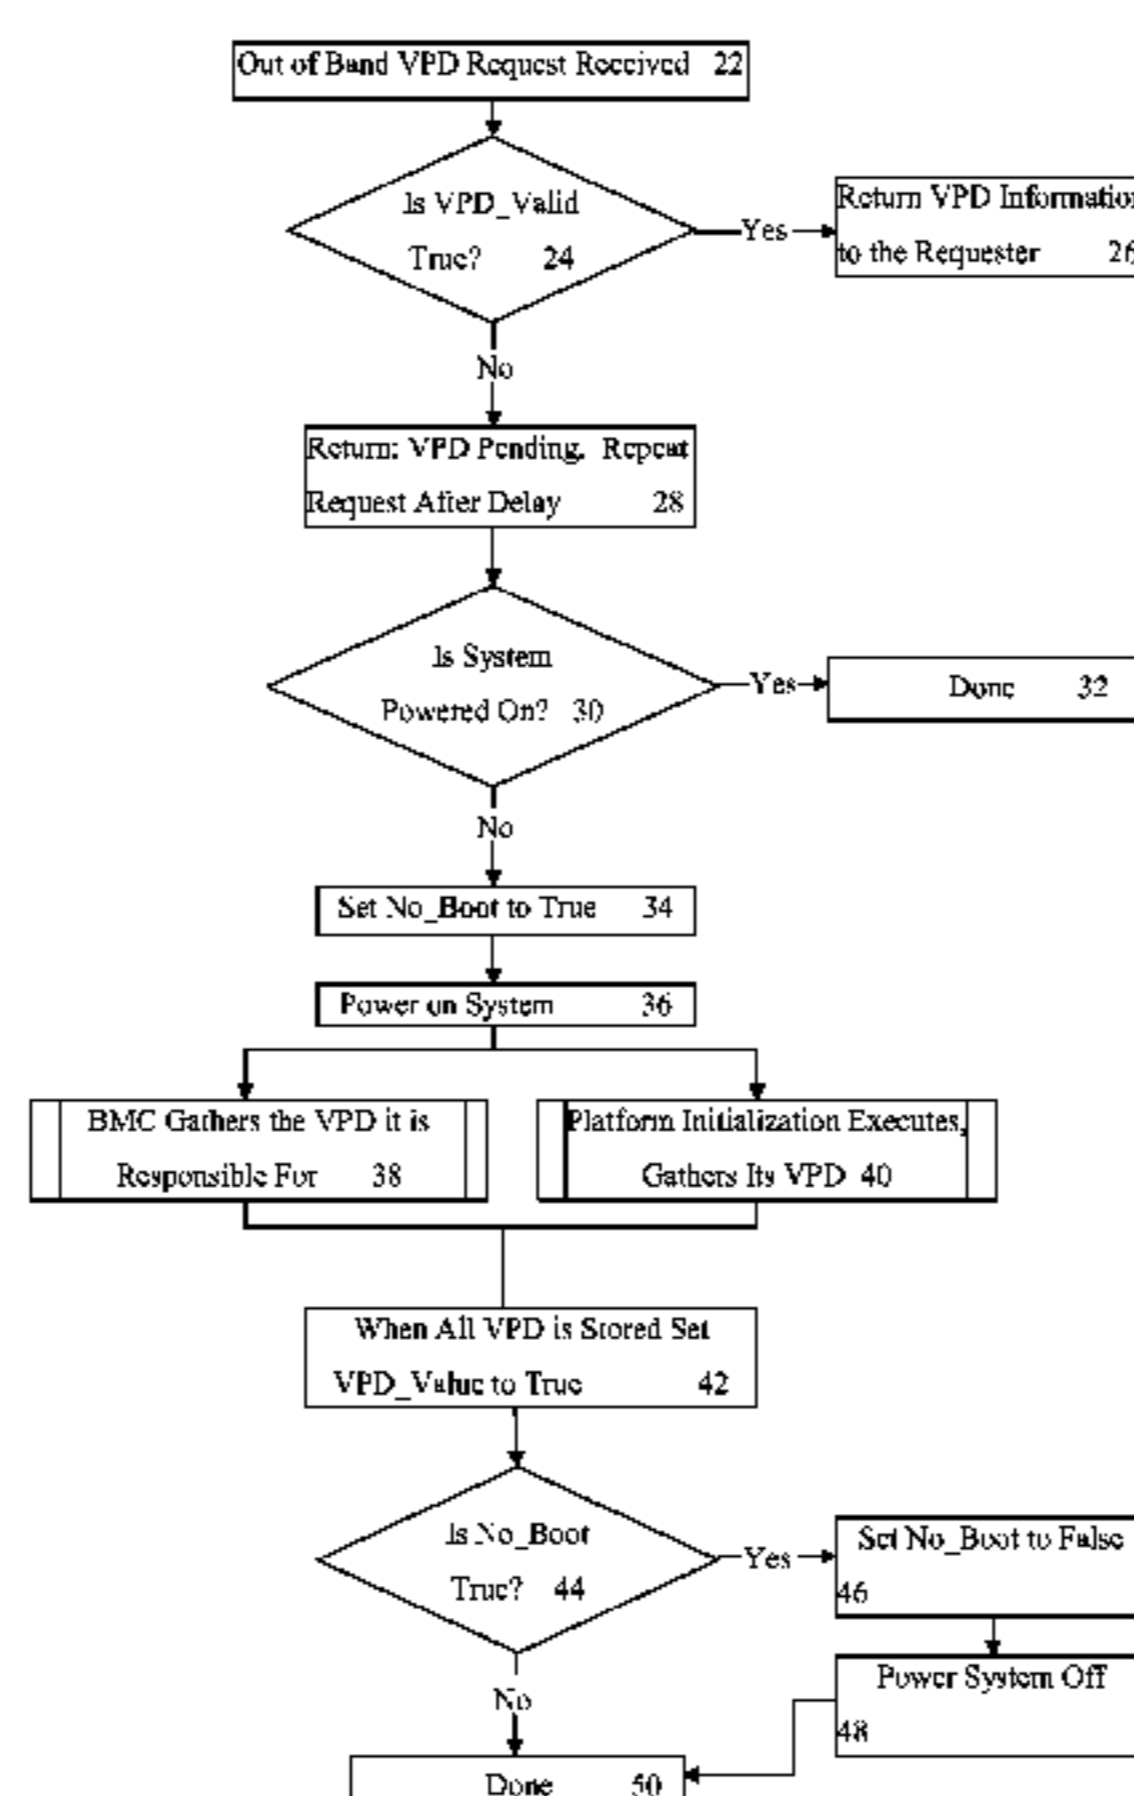 Out of Band VPD Request Received 22
Is VPD_Valid
True? 24
Yes
Return VPD Information
to the Requester 26
No
Return: VPD Pending. Repeat
Request After Delay 28
Is System
Powered On? 30
Yes
Done 32
No
Set No_Boot to True 34
Power on System 36
BMC Gathers the VPD it is
Responsible For 38
Platform Initialization Executes,
Gathers Its VPD 40
When All VPD is Stored Set
VPD_Value to True 42
Is No_Boot
True? 44
Yes
Set No_Boot to False
46
Power System Off
48
No
Done 50